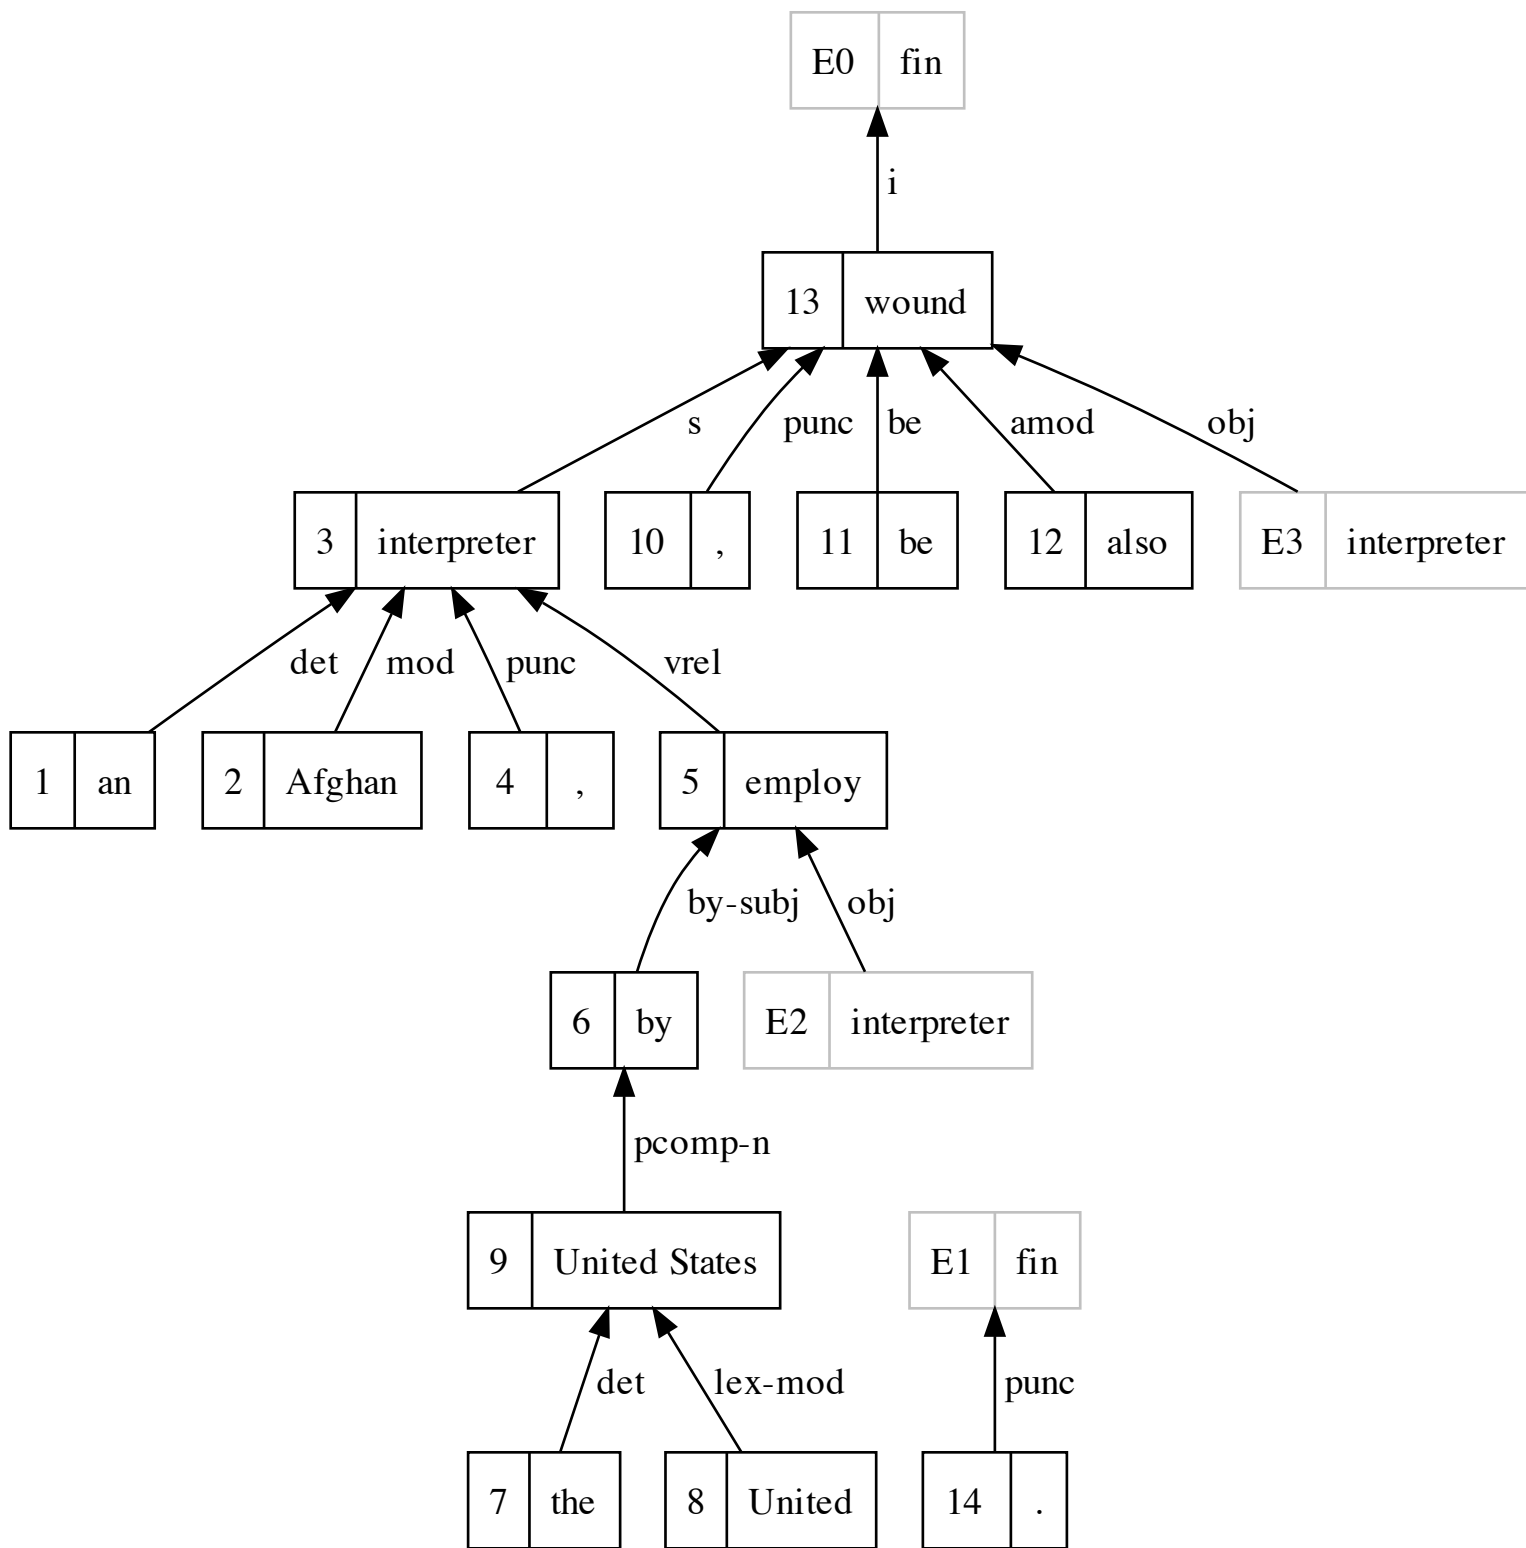 E0 fin
i
13 wound
s punc be amod obj
3 interpreter 10 , 11 be 12 also E3 interpreter
det mod punc vrel
1 an 2 Afghan 4 , 5 employ
by-subj obj
6 by E2 interpreter
pcomp-n
9 United States E1 fin
det lex-mod punc
7 the 8 United 14 .